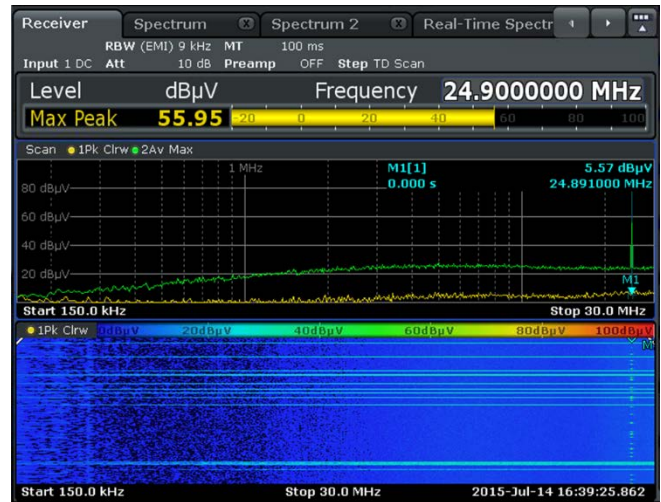 Receiver Spectrum Spectrum 2 Real-Time Spectr
RBW (EMI) 9 kHz MT 100 ms
Input 1 DC Att 10 dB Preamp OFF Step TD Scan
Level dBµV Frequency 24.9000000 MHz
Max Peak 55.95 -20 0 20 40 60 80 100
Scan 1Pk Clrw 2Av Max
1 MHz M1[1] 5.57 dBµV
0.000 s 24.891000 MHz
80 dBµV
60 dBµV
40 dBµV
20 dBµV
M1
Start 150.0 kHz Stop 30.0 MHz
1Pk Clrw 0dBµV 20dBµV 40dBµV 60dBµV 80dBµV 100dBµV
Start 150.0 kHz Stop 30.0 MHz 2015-Jul-14 16:39:25.862